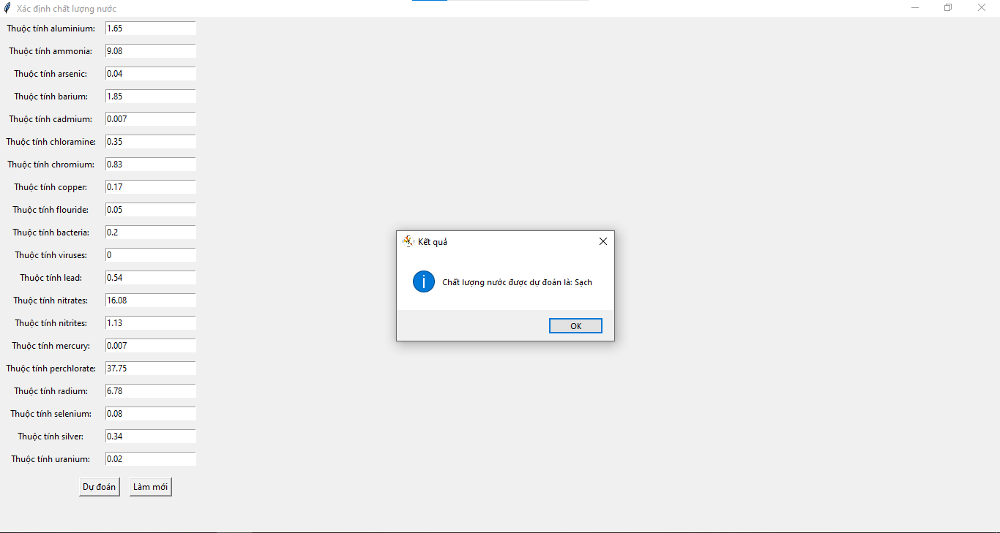 Xác định chất lượng nước
Thuộc tính aluminium: 1.65
Thuộc tính ammonia: 9.08
Thuộc tính arsenic: 0.04
Thuộc tính barium: 1.85
Thuộc tính cadmium: 0.007
Thuộc tính chloramine: 0.35
Thuộc tính chromium: 0.83
Thuộc tính copper: 0.17
Thuộc tính flouride: 0.05
Thuộc tính bacteria: 0.2
Thuộc tính viruses: 0
Thuộc tính lead: 0.54
Thuộc tính nitrates: 16.08
Thuộc tính nitrites: 1.13
Thuộc tính mercury: 0.007
Thuộc tính perchlorate: 37.75
Thuộc tính radium: 6.78
Thuộc tính selenium: 0.08
Thuộc tính silver: 0.34
Thuộc tính uranium: 0.02
Dự đoán Làm mới
Kết quả
Chất lượng nước được dự đoán là: Sạch
OK